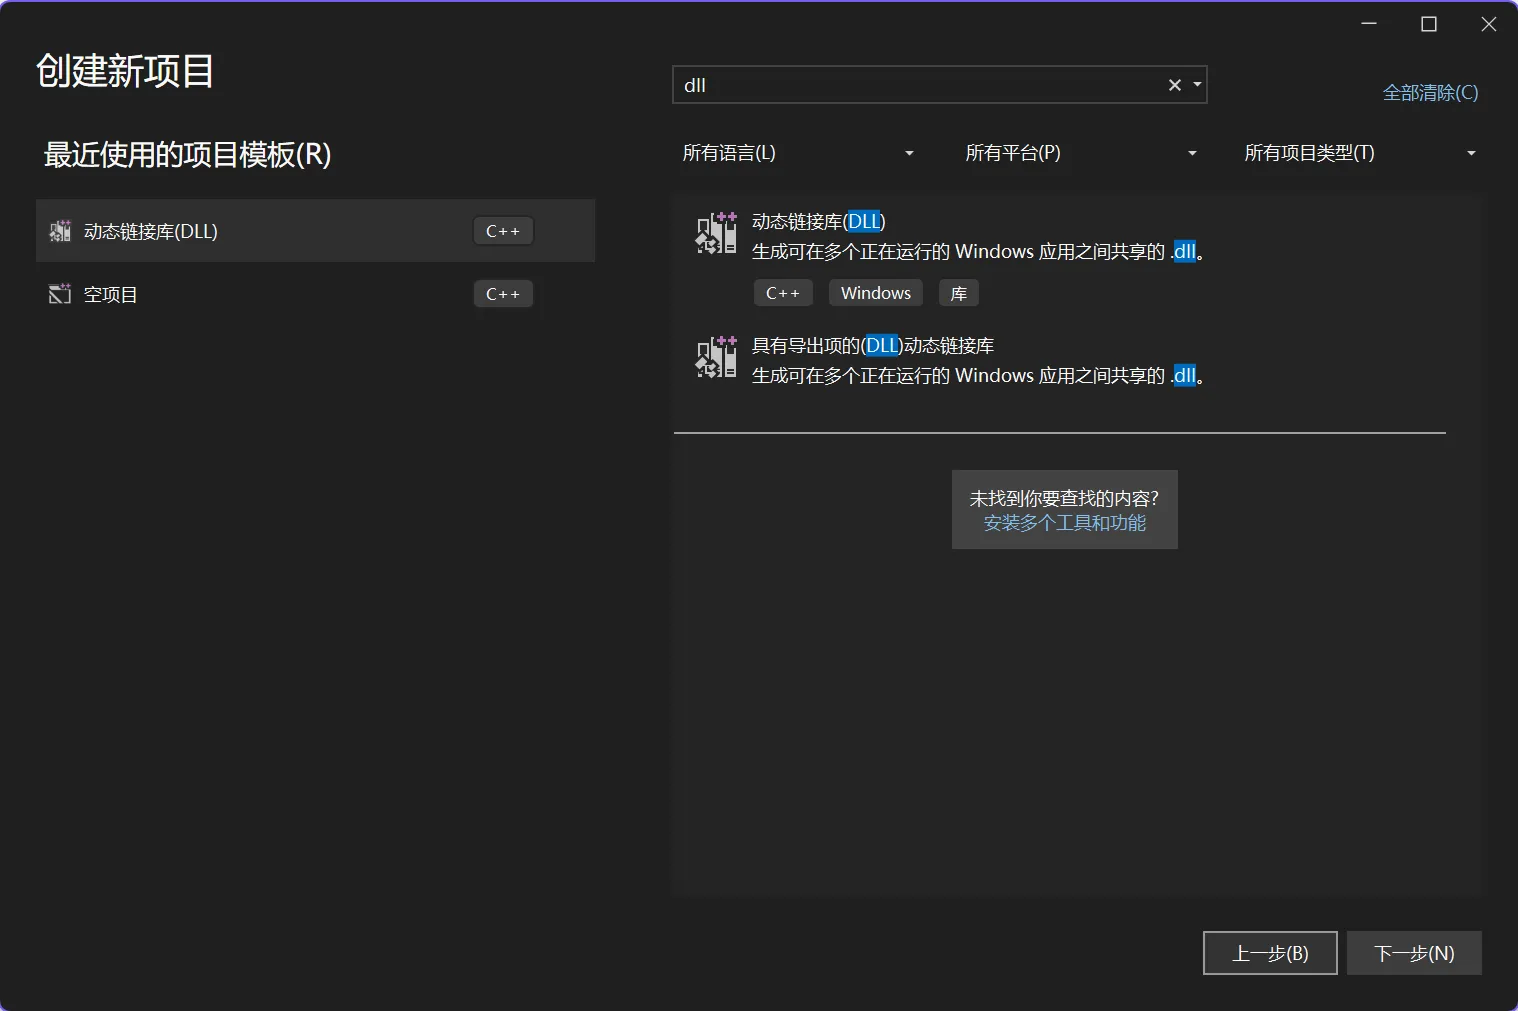 创建新项目
dll
全部清除(C)
最近使用的项目模板(R)
所有语言(L)
所有平台(P)
所有项目类型(T)
动态链接库(DLL)
C++
空项目
C++
动态链接库(DLL)
生成可在多个正在运行的 Windows 应用之间共享的 .dll。
C++
Windows
库
具有导出项的(DLL)动态链接库
生成可在多个正在运行的 Windows 应用之间共享的 .dll。
未找到你要查找的内容?
安装多个工具和功能
上一步(B)
下一步(N)